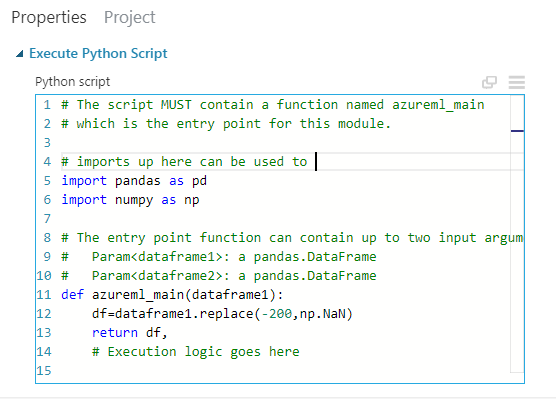 Properties Project
Execute Python Script
Python script
1 # The script MUST contain a function named azureml_main
2 # which is the entry point for this module.
3
4 # imports up here can be used to
5 import pandas as pd
6 import numpy as np
7
8 # The entry point function can contain up to two input argum
9 #   Param<dataframe1>: a pandas.DataFrame
10 #   Param<dataframe2>: a pandas.DataFrame
11 def azureml_main(dataframe1):
12     df=dataframe1.replace(-200,np.NaN)
13     return df,
14     # Execution logic goes here
15